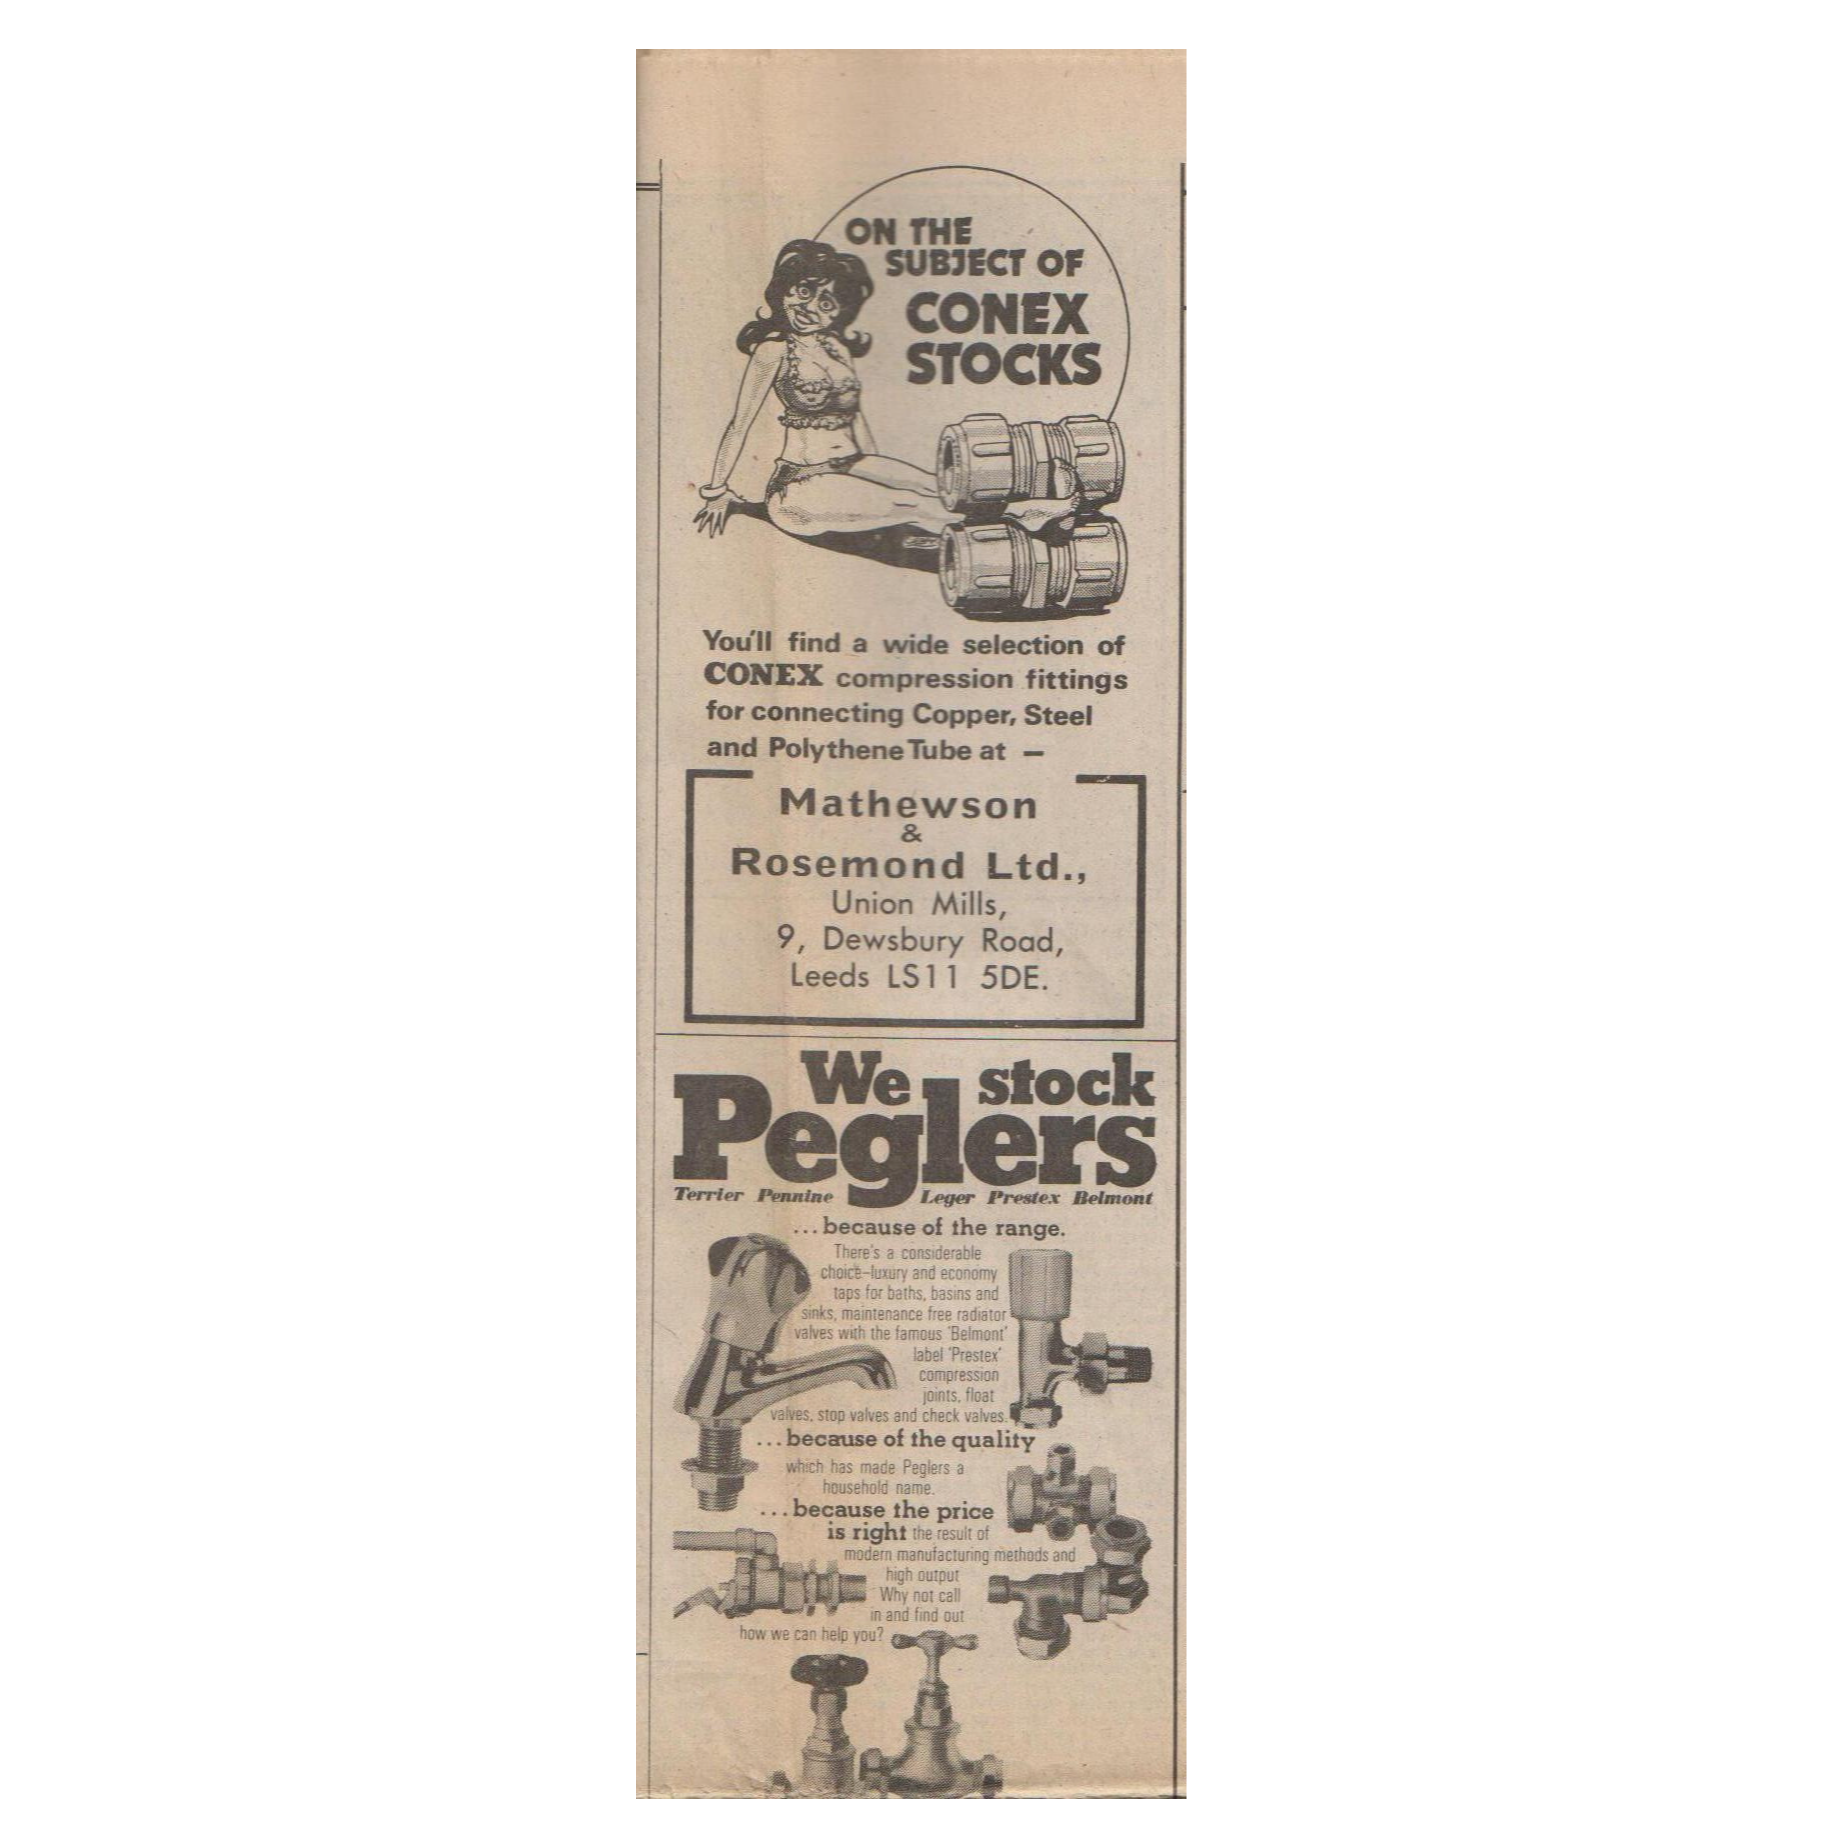 ON THE
SUBJECT OF
CONEX
STOCKS
You'll find a wide selection of
CONEX compression fittings
for connecting Copper, Steel
and Polythene Tube at —
Mathewson
&
Rosemond Ltd.,
Union Mills,
9, Dewsbury Road,
Leeds LS11 5DE.
We stock
Peglers
Terrier Pennine Leger Prestex Belmont
...because of the range.
There's a considerable
choice–luxury and economy
taps for baths, basins and
sinks, maintenance free radiator
valves with the famous 'Belmont'
label 'Prestex'
compression
joints, float
valves, stop valves and check valves.
...because of the quality
which has made Peglers a
household name.
...because the price
is right the result of
modern manufacturing methods and
high output
Why not call
in and find out
how we can help you?